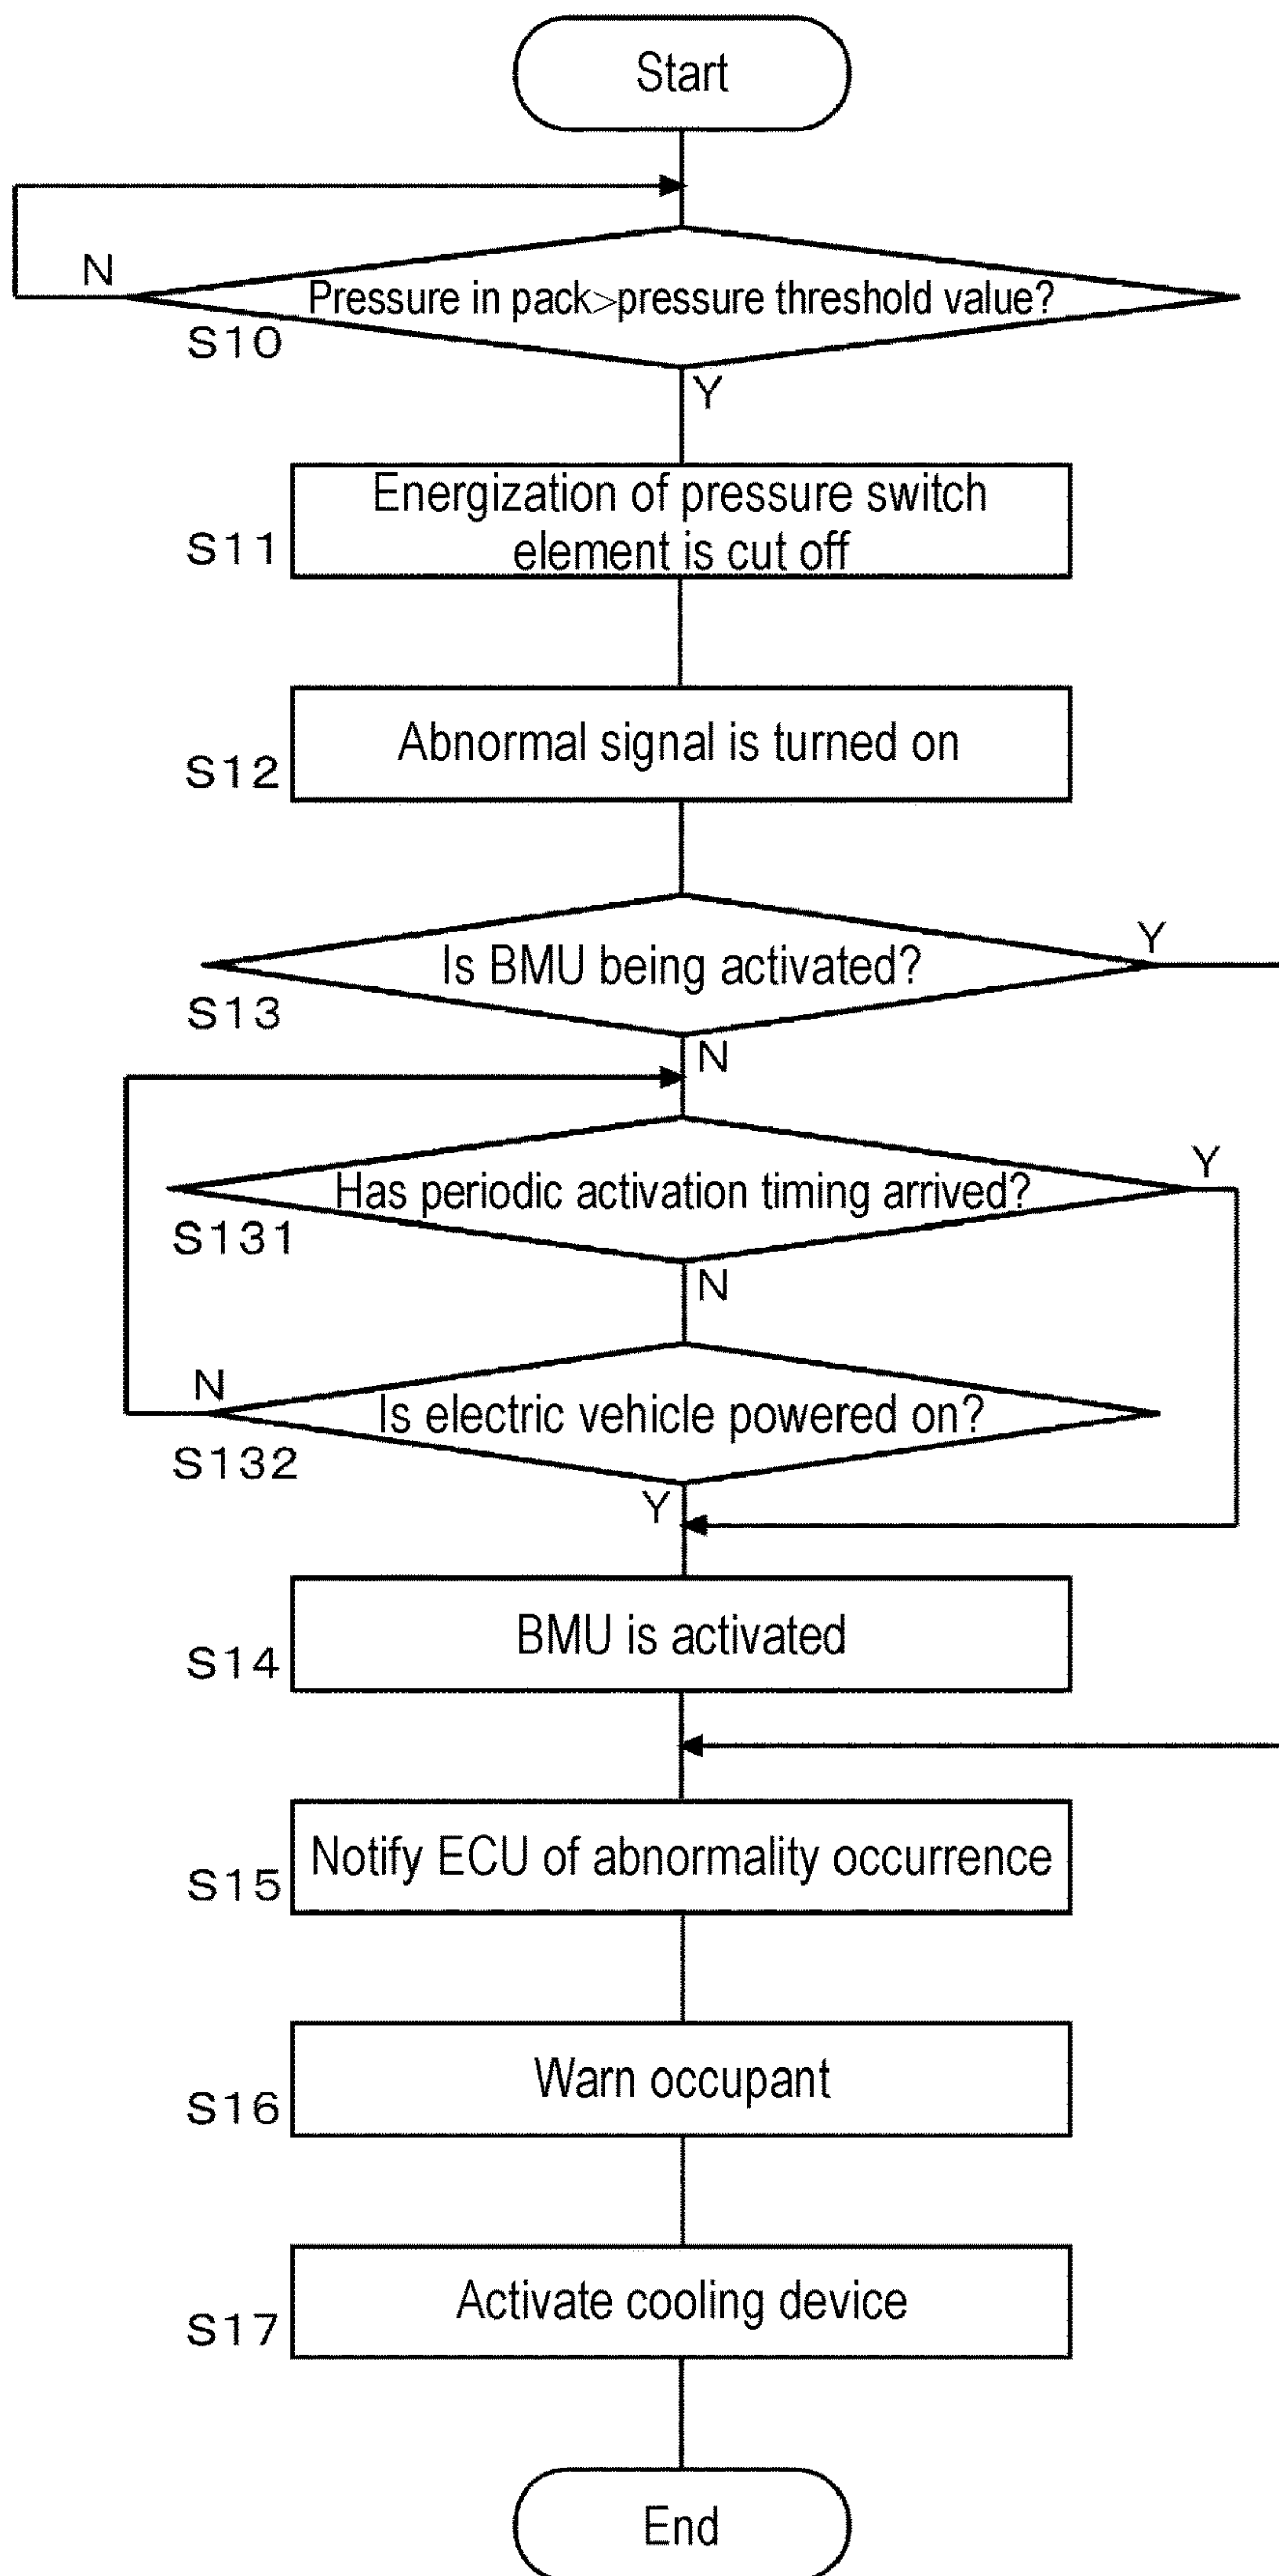 Start
N
Pressure in pack>pressure threshold value?
S10
Y
Energization of pressure switch
element is cut off
S11
Abnormal signal is turned on
S12
Y
Is BMU being activated?
S13
N
Y
Has periodic activation timing arrived?
S131
N
N
Is electric vehicle powered on?
S132
Y
BMU is activated
S14
Notify ECU of abnormality occurrence
S15
Warn occupant
S16
Activate cooling device
S17
End